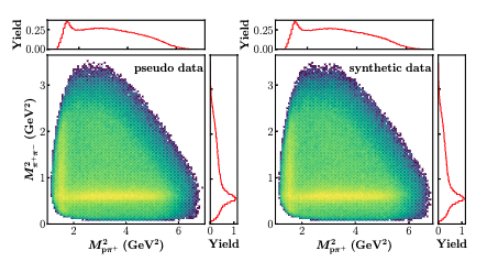 Yield
0.25
0.00
pseudo data
M²π⁺π⁻ (GeV²)
3
2
1
0
2
4
6
M²pπ⁺ (GeV²)
0
1
Yield
Yield
0.25
0.00
synthetic data
3
2
1
0
2
4
6
M²pπ⁺ (GeV²)
0
1
Yield